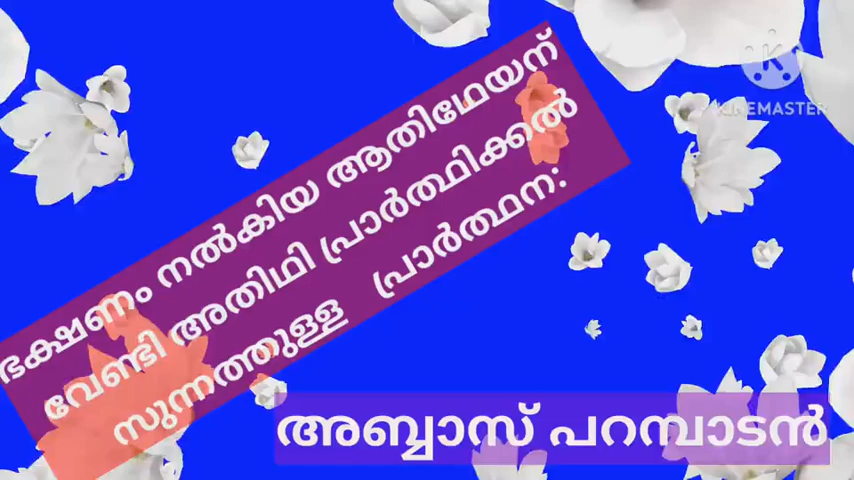 KINEMASTER
ഭക്ഷണം നൽകിയ ആതിഥേയന്
വേണ്ടി അതിഥി പ്രാർത്ഥിക്കൽ
സുന്നത്തുള്ള പ്രാർത്ഥന:
അബ്ബാസ് പറമ്പാടൻ